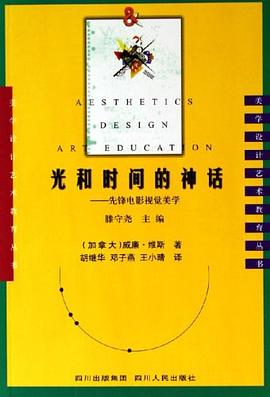 &
AESTHETICS
DESIGN
ART EDUCATION
光和时间的神话
——先锋电影视觉美学
滕守尧 主编
（加拿大）威廉·维斯 著
胡继华 邓子燕 王小晴 译
四川出版集团 四川人民出版社
美学设计艺术教育丛书
美学设计艺术教育丛书